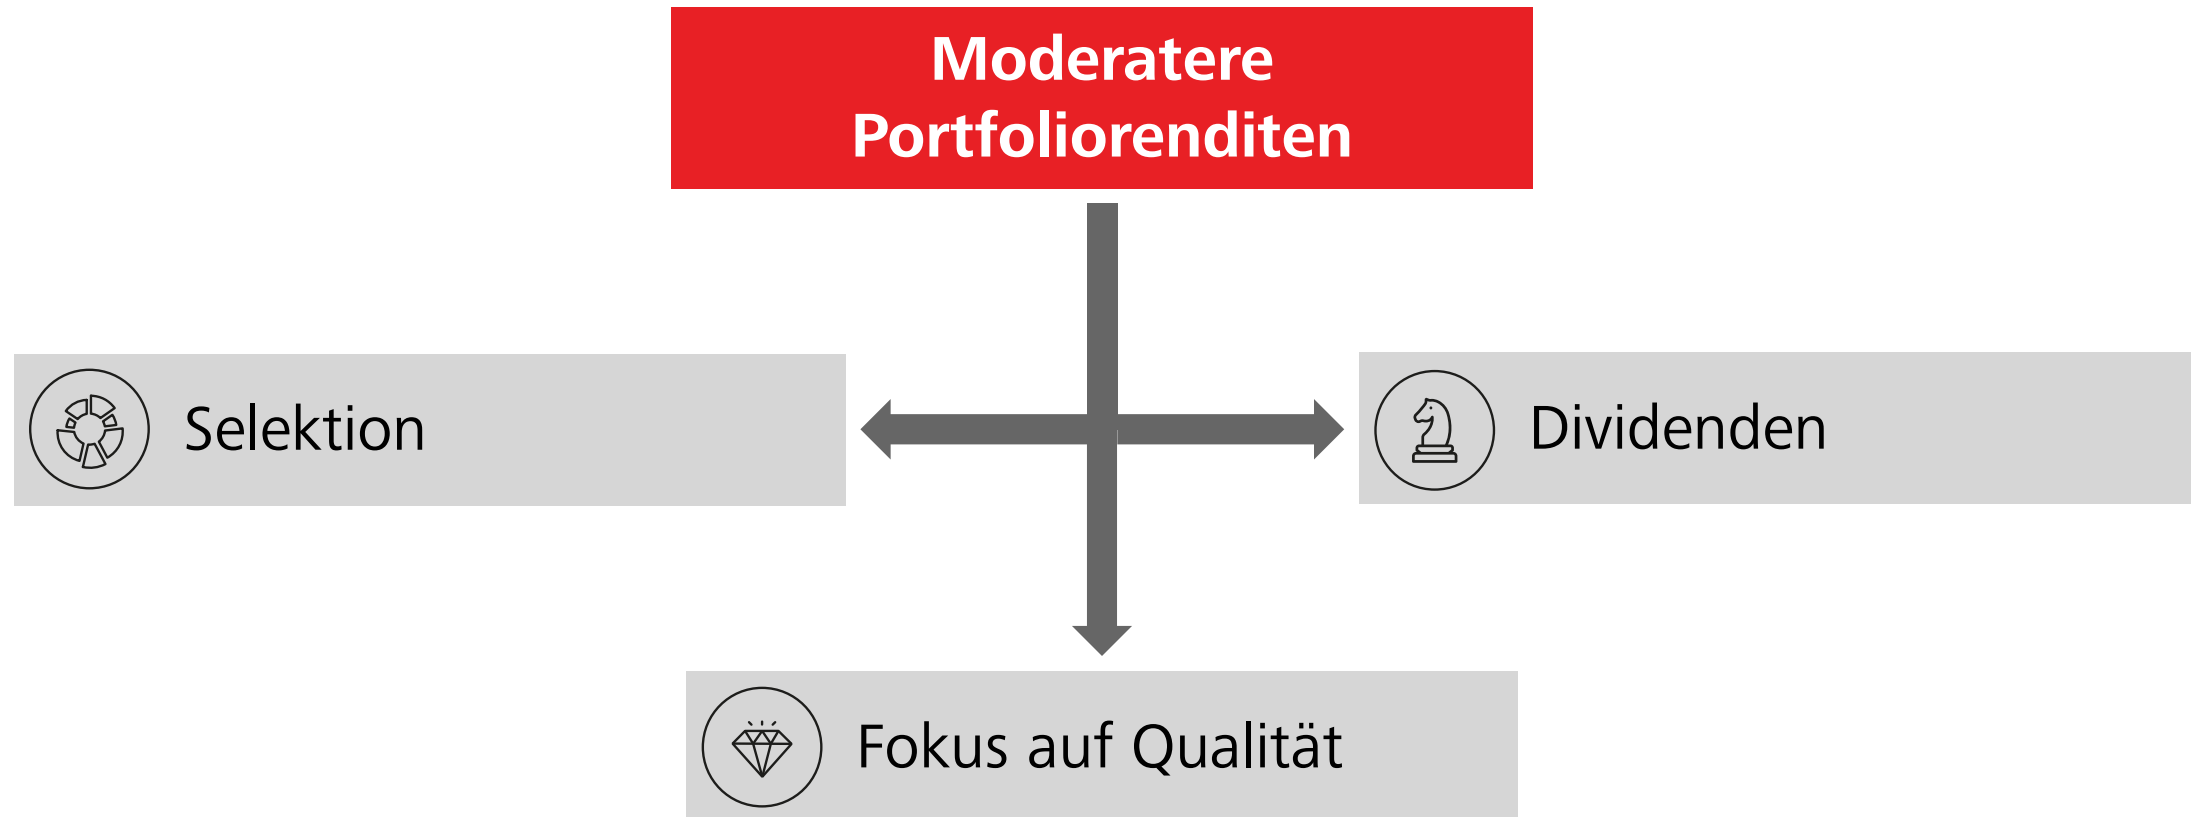 Moderatere
Portfoliorenditen
Selektion
Dividenden
Fokus auf Qualität